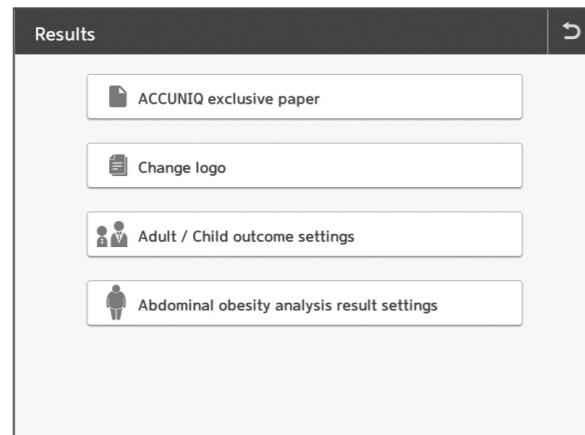 Results
ACCUNIQ exclusive paper
Change logo
Adult / Child outcome settings
Abdominal obesity analysis result settings